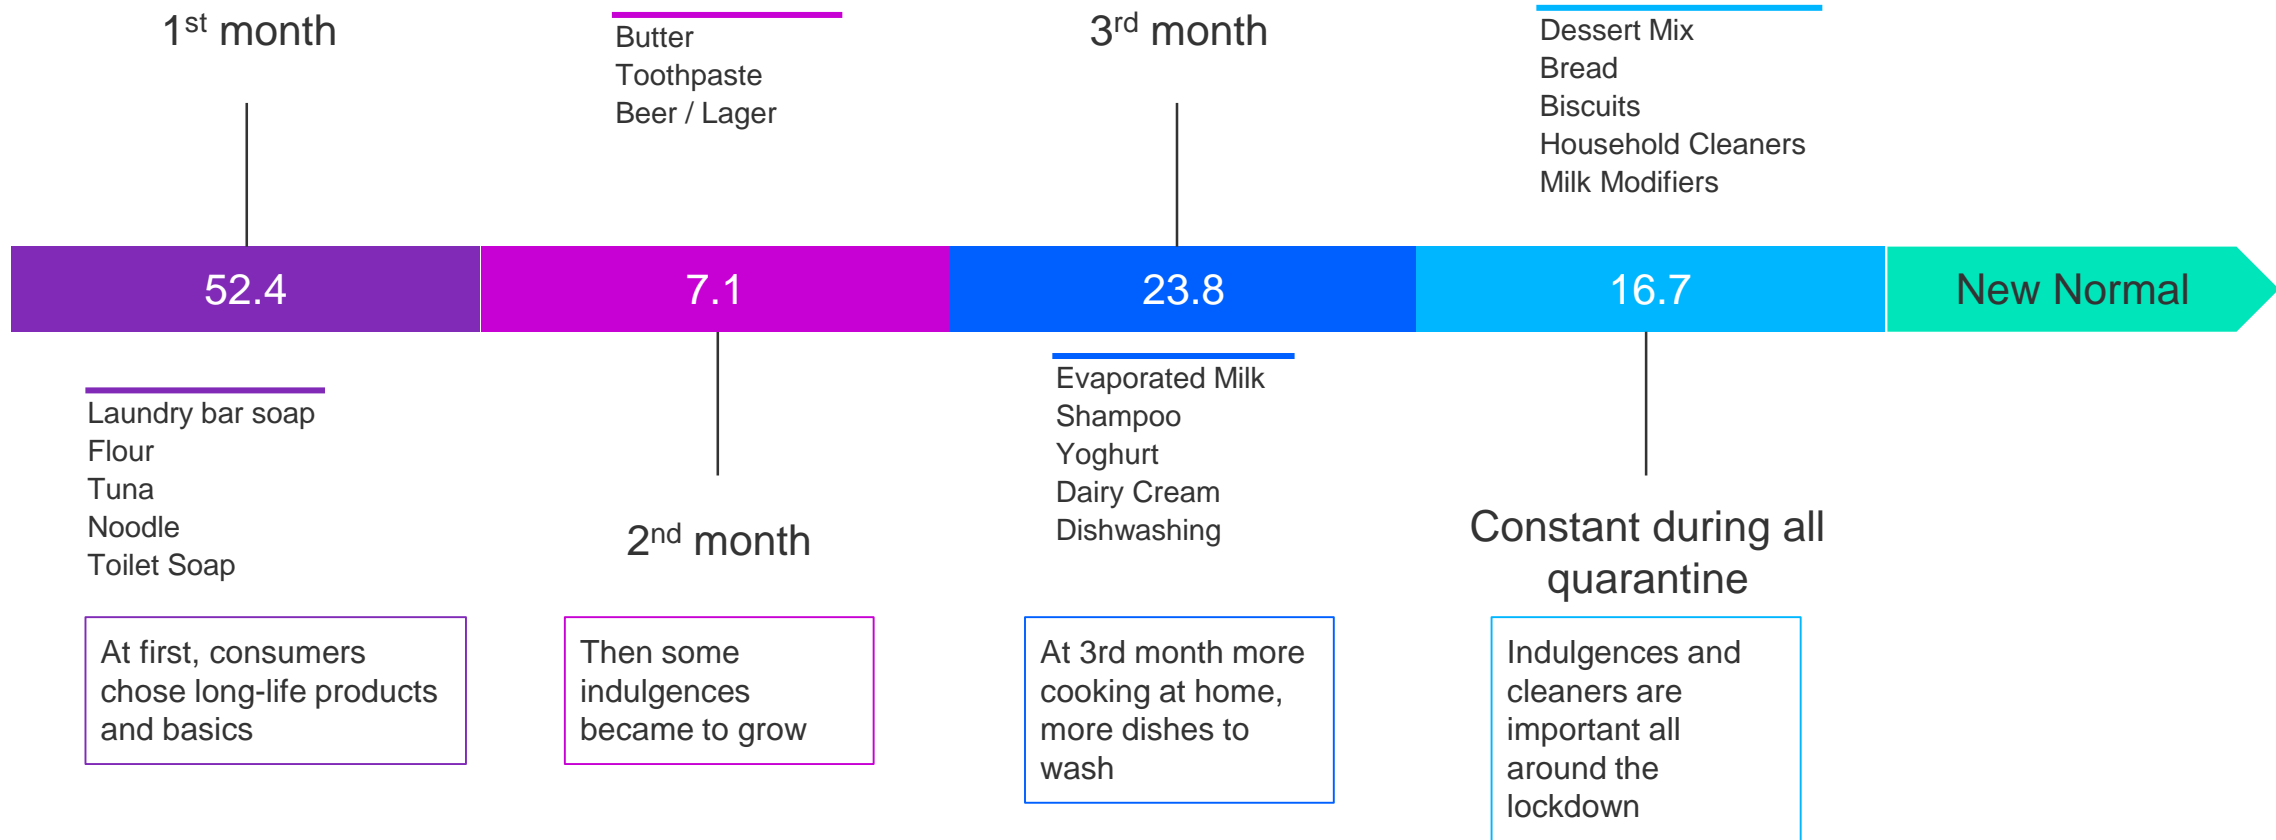 1st month
Butter
Toothpaste
Beer / Lager
3rd month
Dessert Mix
Bread
Biscuits
Household Cleaners
Milk Modifiers
52.4
7.1
23.8
16.7
New Normal
Laundry bar soap
Flour
Tuna
Noodle
Toilet Soap
2nd month
Evaporated Milk
Shampoo
Yoghurt
Dairy Cream
Dishwashing
Constant during all
quarantine
At first, consumers
chose long-life products
and basics
Then some
indulgences
became to grow
At 3rd month more
cooking at home,
more dishes to
wash
Indulgences and
cleaners are
important all
around the
lockdown